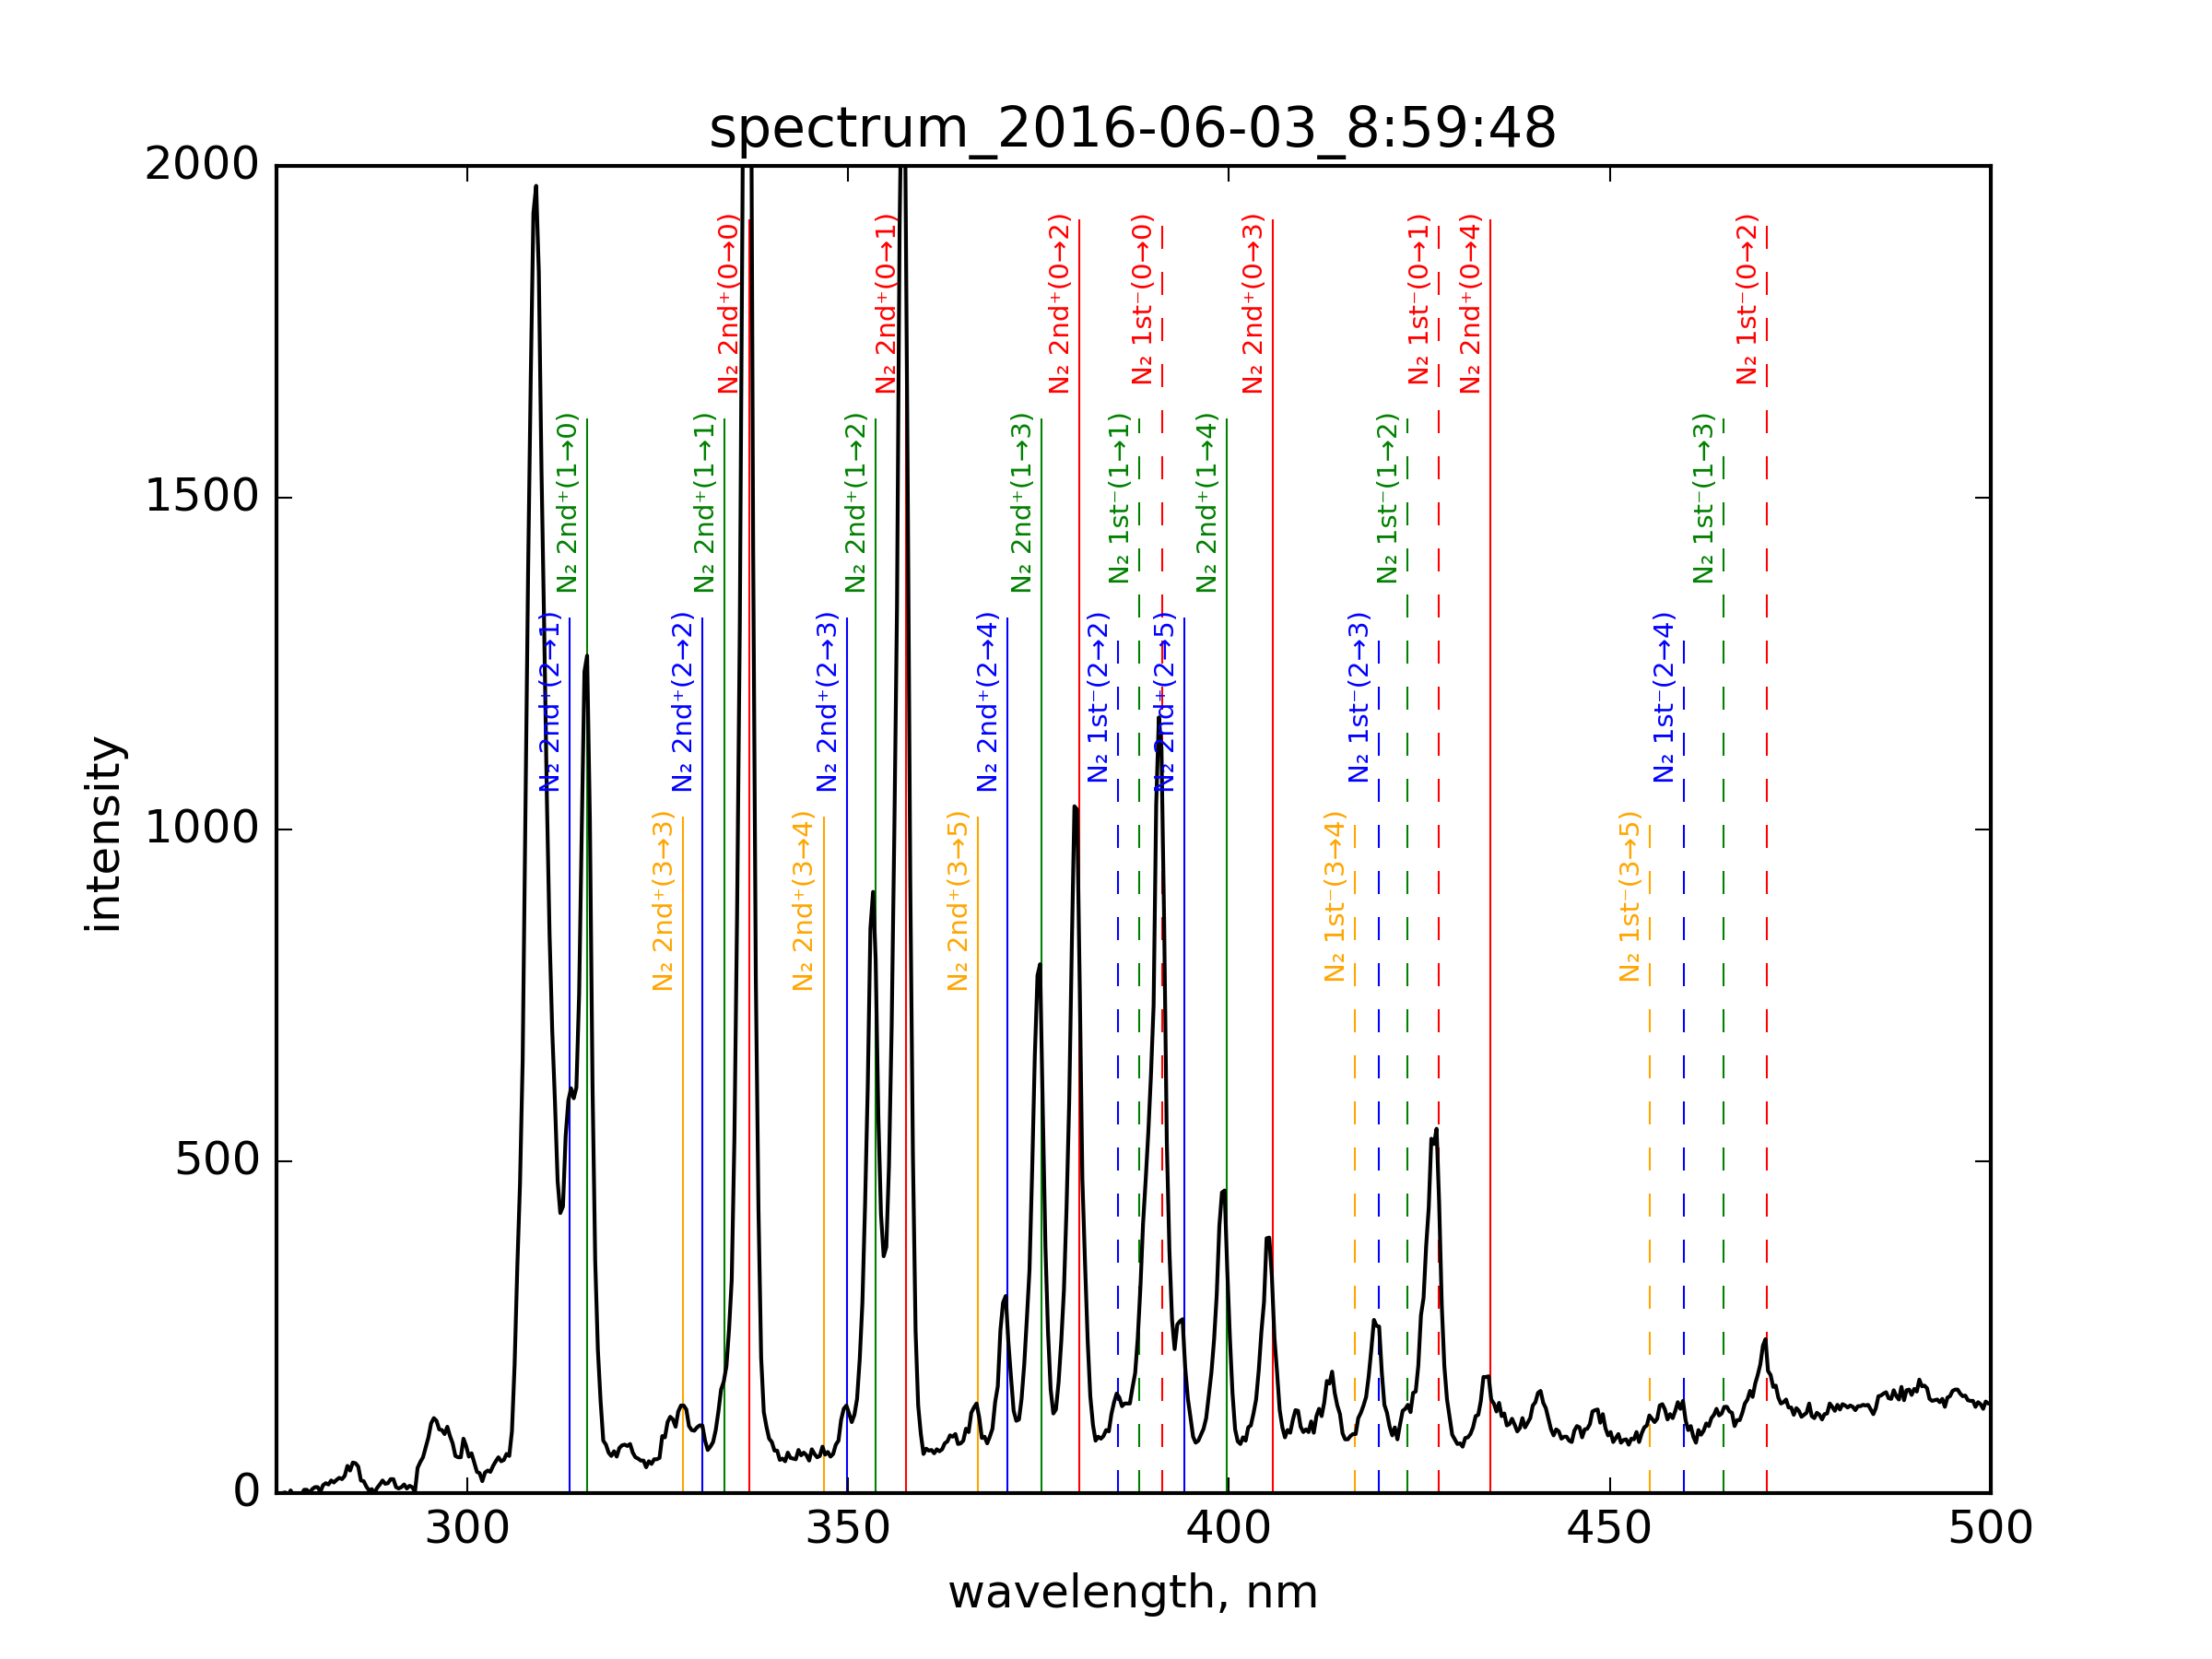 spectrum_2016-06-03_8:59:48
2000
1500
1000
500
0
intensity
N₂ 2nd⁺(0→0)
N₂ 2nd⁺(0→1)
N₂ 2nd⁺(0→2)
N₂ 1st⁻(0→0)
N₂ 2nd⁺(0→3)
N₂ 1st⁻(0→1)
N₂ 2nd⁺(0→4)
N₂ 1st⁻(0→2)
N₂ 2nd⁺(1→0)
N₂ 2nd⁺(1→1)
N₂ 2nd⁺(1→2)
N₂ 2nd⁺(1→3)
N₂ 1st⁻(1→1)
N₂ 2nd⁺(1→4)
N₂ 1st⁻(1→2)
N₂ 1st⁻(1→3)
N₂ 2nd⁺(2→1)
N₂ 2nd⁺(2→2)
N₂ 2nd⁺(2→3)
N₂ 2nd⁺(2→4)
N₂ 1st⁻(2→2)
N₂ 2nd⁺(2→5)
N₂ 1st⁻(2→3)
N₂ 1st⁻(2→4)
N₂ 2nd⁺(3→3)
N₂ 2nd⁺(3→4)
N₂ 2nd⁺(3→5)
N₂ 1st⁻(3→4)
N₂ 1st⁻(3→5)
300 350 400 450 500
wavelength, nm